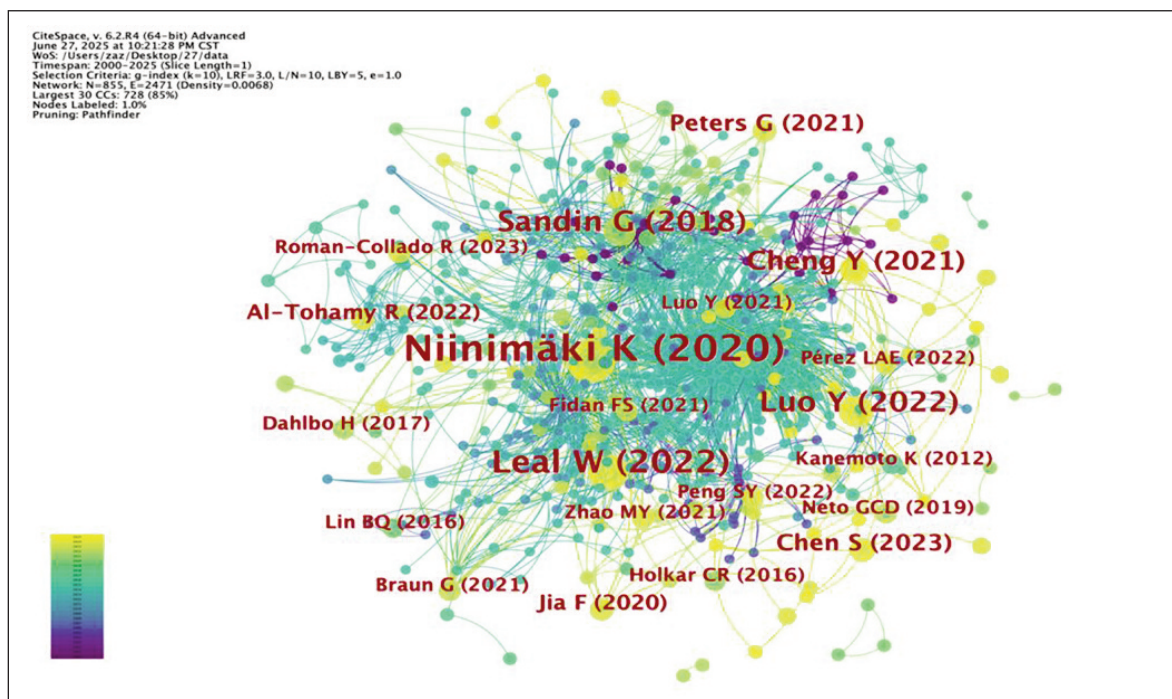 CiteSpace, v. 6.2.R4 (64-bit) Advanced
June 27, 2025 at 10:21:28 PM CST
WoS: /Users/zaz/Desktop/27/data
Timespan: 2000-2025 (Slice Length=1)
Selection Criteria: g-index (k=10), LRF=3.0, L/N=10, LBY=5, e=1.0
Network: N=855, E=2471 (Density=0.0068)
Largest 30 CCs: 728 (85%)
Nodes Labeled: 1.0%
Pruning: Pathfinder
Peters G (2021)
Sandin G (2018)
Roman-Collado R (2023)
Cheng Y (2021)
Luo Y (2021)
Al-Tohamy R (2022)
Niinimäki K (2020)
Pérez LAE (2022)
Fidan FS (2021)
Luo Y (2022)
Dahlbo H (2017)
Leal W (2022)
Kanemoto K (2012)
Peng SY (2022)
Zhao MY (2021)
Neto GCD (2019)
Lin BQ (2016)
Chen S (2023)
Holkar CR (2016)
Braun G (2021)
Jia F (2020)